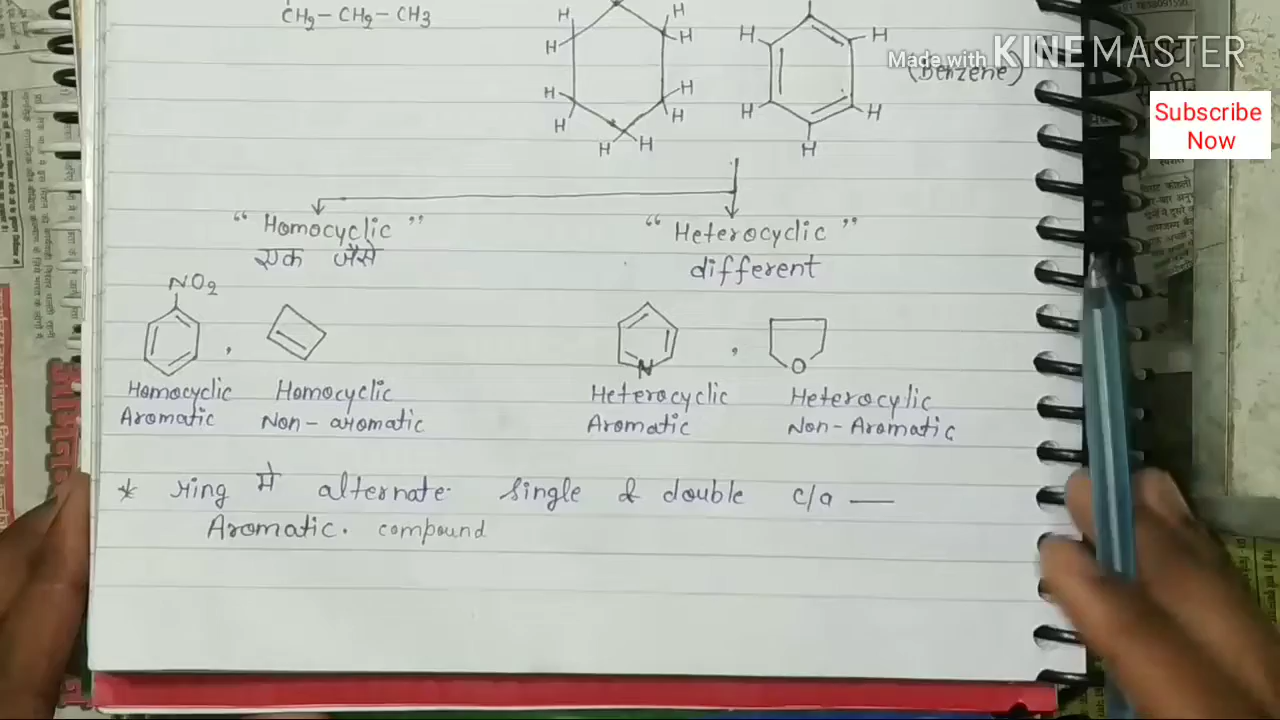 CH₂-CH₂-CH₃
H H
H H
H H
H H
H H
H H
H H
H
(Benzene)
Made with KINEMASTER
Subscribe
Now
"Homocyclic"
एक जैसे
"Heterocyclic"
different
NO₂
,
N
,
O
Homocyclic
Aromatic
Homocyclic
Non-aromatic
Heterocyclic
Aromatic
Heterocylic
Non-Aromatic
* ring मे alternate single & double c/a —
Aromatic. compound